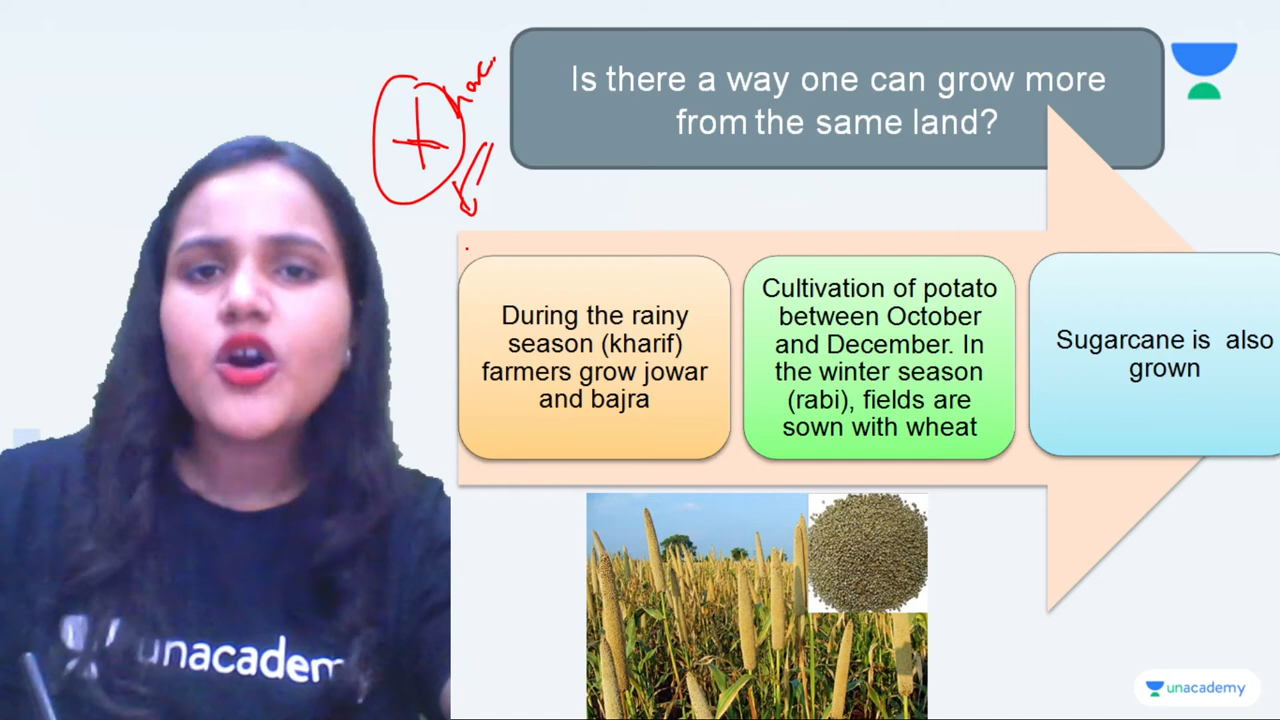 Is there a way one can grow more
from the same land?
During the rainy
season (kharif)
farmers grow jowar
and bajra
Cultivation of potato
between October
and December. In
the winter season
(rabi), fields are
sown with wheat
Sugarcane is also
grown
unacademy
unacademy